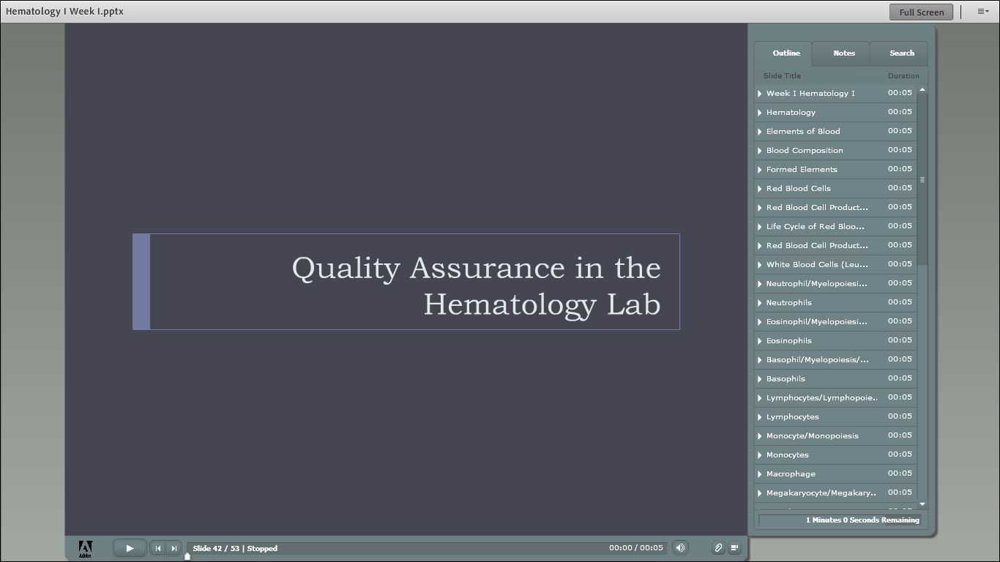 Hematology I Week I.pptx
Full Screen
Quality Assurance in the
Hematology Lab
Outline Notes Search
Slide Title Duration
Week I Hematology I 00:05
Hematology 00:05
Elements of Blood 00:05
Blood Composition 00:05
Formed Elements 00:05
Red Blood Cells 00:05
Red Blood Cell Product... 00:05
Life Cycle of Red Bloo... 00:05
Red Blood Cell Product... 00:05
White Blood Cells (Leu... 00:05
Neutrophil/Myelopoiesi... 00:05
Neutrophils 00:05
Eosinophil/Myelopoiesi... 00:05
Eosinophils 00:05
Basophil/Myelopoiesis/... 00:05
Basophils 00:05
Lymphocytes/Lymphopoie.. 00:05
Lymphocytes 00:05
Monocyte/Monopoiesis 00:05
Monocytes 00:05
Macrophage 00:05
Megakaryocyte/Megakary.. 00:05
1 Minutes 0 Seconds Remaining
Adobe
Slide 42 / 53 | Stopped 00:00 / 00:05